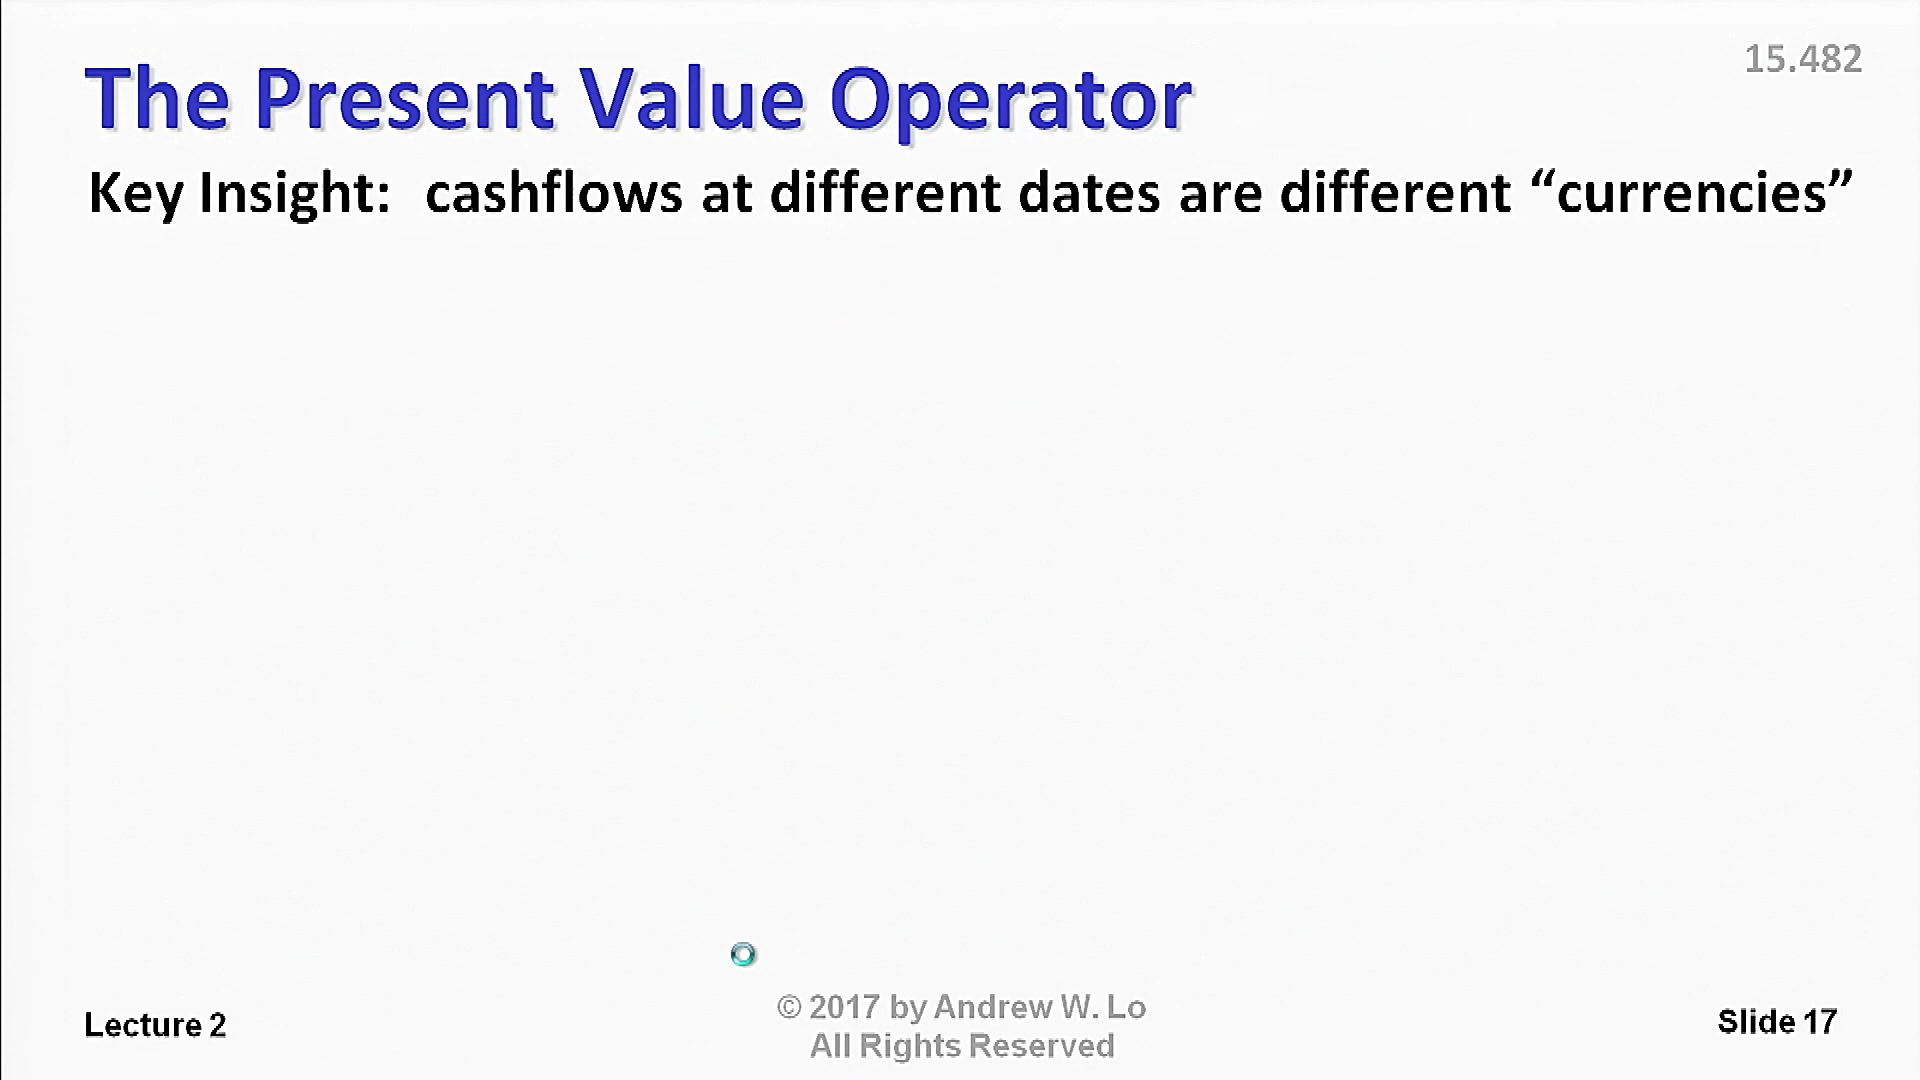 15.482
The Present Value Operator
Key Insight:  cashflows at different dates are different “currencies”
Lecture 2
© 2017 by Andrew W. Lo
All Rights Reserved
Slide 17